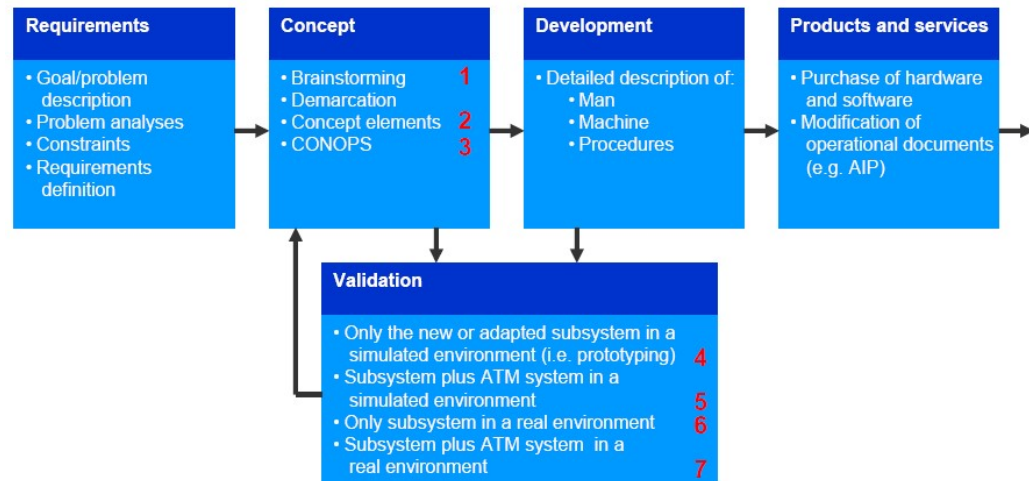 Requirements
• Goal/problem
description
• Problem analyses
• Constraints
• Requirements
definition
Concept
• Brainstorming 1
• Demarcation
• Concept elements 2
• CONOPS 3
Development
• Detailed description of:
• Man
• Machine
• Procedures
Products and services
• Purchase of hardware
and software
• Modification of
operational documents
(e.g. AIP)
Validation
• Only the new or adapted subsystem in a
simulated environment (i.e. prototyping) 4
• Subsystem plus ATM system in a
simulated environment 5
• Only subsystem in a real environment 6
• Subsystem plus ATM system in a
real environment 7